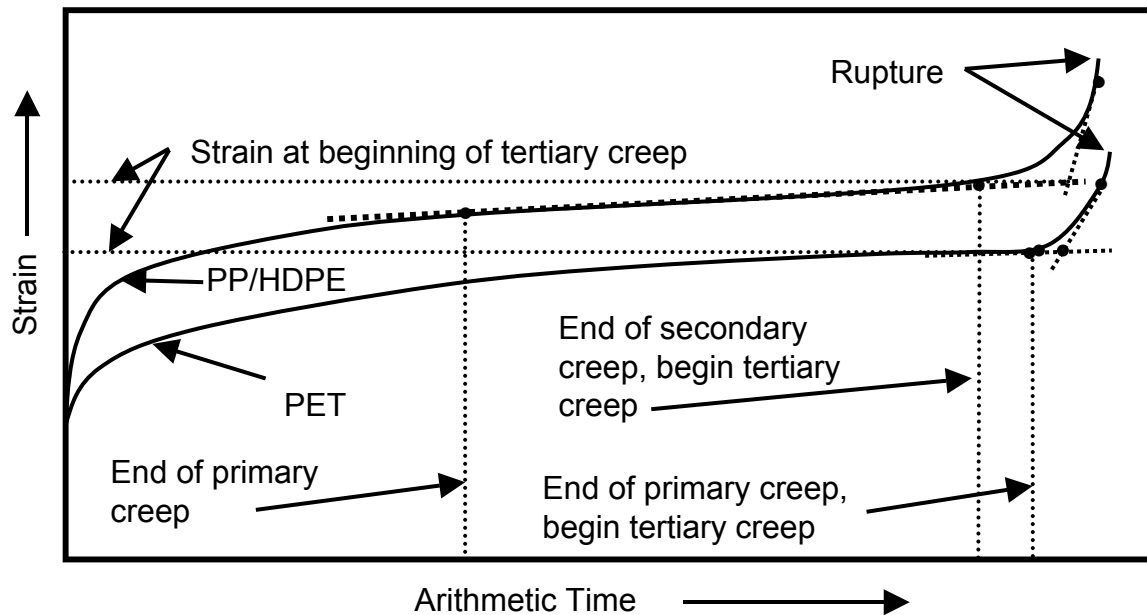 Rupture
Strain at beginning of tertiary creep
PP/HDPE
PET
End of secondary
creep, begin tertiary
creep
End of primary
creep
End of primary creep,
begin tertiary creep
Strain
Arithmetic Time